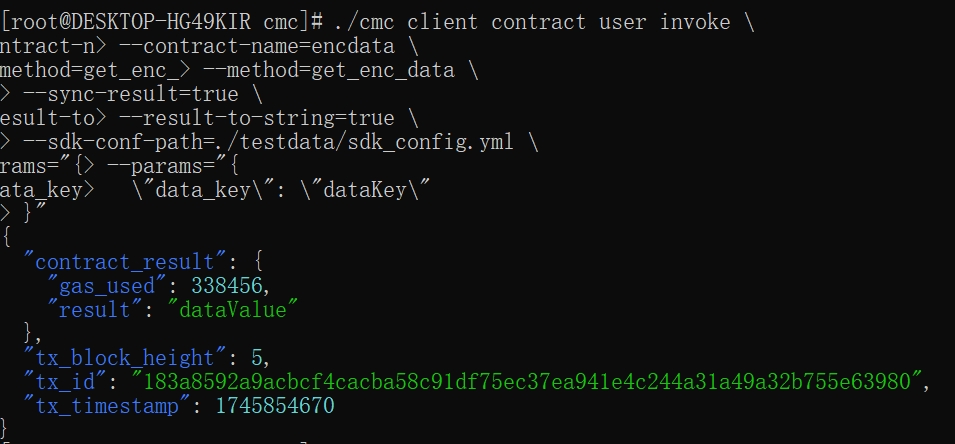 [root@DESKTOP-HG49KIR cmc]# ./cmc client contract user invoke \
ntract-n> --contract-name=encdata \
method=get_enc_> --method=get_enc_data \
> --sync-result=true \
esult-to> --result-to-string=true \
> --sdk-conf-path=./testdata/sdk_config.yml \
rams="{> --params="{
ata_key>   \"data_key\": \"dataKey\"
> }"
{
  "contract_result": {
    "gas_used": 338456,
    "result": "dataValue"
  },
  "tx_block_height": 5,
  "tx_id": "183a8592a9acbcf4cacba58c91df75ec37ea941e4c244a31a49a32b755e63980",
  "tx_timestamp": 1745854670
}